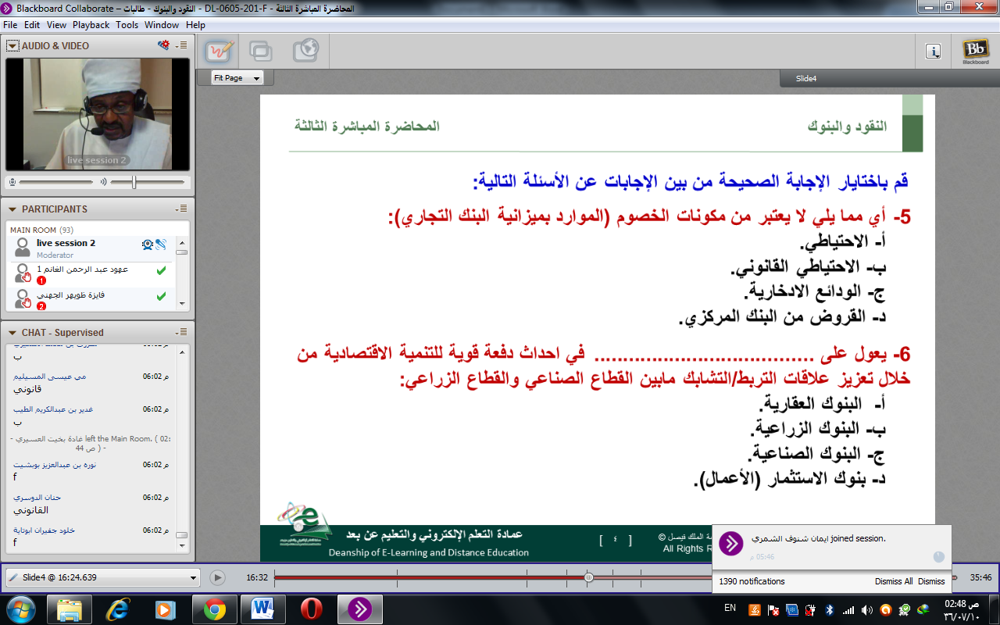 Blackboard Collaborate – النقود والبنوك - طالبات - DL-0605-201-F - المحاضرة المباشرة الثالثة
File Edit View Playback Tools Window Help
AUDIO & VIDEO
live session 2
PARTICIPANTS
MAIN ROOM (93)
live session 2
Moderator
عهود عبد الرحمن الغانم 1
1
فايزة ظويهر الجهني
2
CHAT - Supervised
ب
مي عيسى المسيليم 06:02 م
قانوني
غدير بن عبدالكريم الطيب 06:02 م
ب
- غادة بخيت العسيري left the Main Room. ( 02:
44 ص ) -
نوره بن عبدالعزيز بوبشيت 06:02 م
f
حنان الدوسري 06:02 م
القانوني
خلود جفيران ابوتاية 06:02 م
f
Fit Page
Slide4
Bb
Blackboard
النقود والبنوك
المحاضرة المباشرة الثالثة
قم باختيار الإجابة الصحيحة من بين الإجابات عن الأسئلة التالية:
5- أي مما يلي لا يعتبر من مكونات الخصوم (الموارد بميزانية البنك التجاري):
أ- الاحتياطي.
ب- الاحتياطي القانوني.
ج- الودائع الادخارية.
د- القروض من البنك المركزي.
6- يعول على ..................................... في احداث دفعة قوية للتنمية الاقتصادية من
خلال تعزيز علاقات التربط/التشابك مابين القطاع الصناعي والقطاع الزراعي:
أ- البنوك العقارية.
ب- البنوك الزراعية.
ج- البنوك الصناعية.
د- بنوك الاستثمار (الأعمال).
عمادة التعلم الإلكتروني والتعليم عن بعد
Deanship of E-Learning and Distance Education
[ ٤ ]
ة الملك فيصل ©
All Rights R
إيمان شنوف الشمري joined session.
05:46 م
1390 notifications Dismiss All Dismiss
Slide4 @ 16:24.639
16:32
35:46
EN
02:48 ص
٣٦/٠٧/١٠